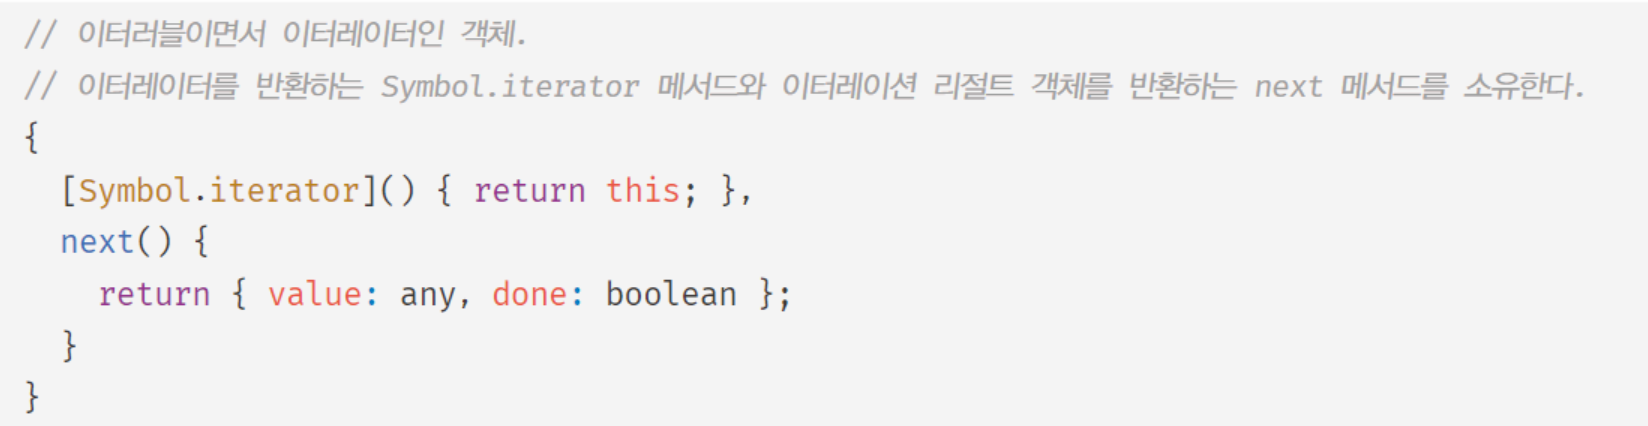 // 이터러블이면서 이터레이터인 객체.
// 이터레이터를 반환하는 Symbol.iterator 메서드와 이터레이션 리절트 객체를 반환하는 next 메서드를 소유한다.
{
  [Symbol.iterator]() { return this; },
  next() {
    return { value: any, done: boolean };
  }
}